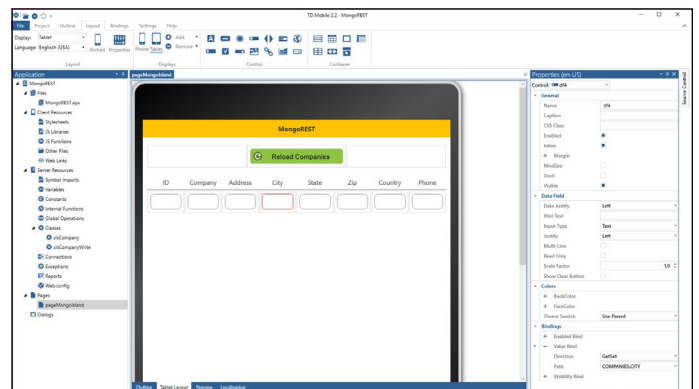 TD Mobile 2.2 - MongoREST
File Project Outline Layout Bindings Settings Help
Display: Tablet
Language: Englisch (USA)
Portrait Properties
Phone Tablet
Add
Remove
Layout Displays Control Container
Application
MongoREST
Files
MongoREST.apx
Client Resources
Stylesheets
JS Libraries
JS Functions
Other Files
Web Links
Server Resources
Symbol Imports
Variables
Constants
Internal Functions
Global Operations
Classes
clsCompany
clsCompanyWrite
Connections
Exceptions
Reports
Web.config
Pages
pageMongoIsland
Dialogs
pageMongoIsland
MongoREST
Reload Companies
ID Company Address City State Zip Country Phone
Outline Tablet Layout Preview Localization
Properties (en-US)
Control: df4
General
Name df4
Caption
CSS Class
Enabled
Inline
Margin
MiniSize
Visible
Data Field
Data Justify Left
Hint Text
Input Type Text
Justify Left
Multi-Line
Read Only
Scale Factor 1.0
Show Clear Button
Colors
BackColor
ForeColor
Theme Swatch Use Parent
Bindings
Enabled Bind
Value Bind
Direction GetSet
Path COMPANIES.CITY
Visibility Bind
Source Control